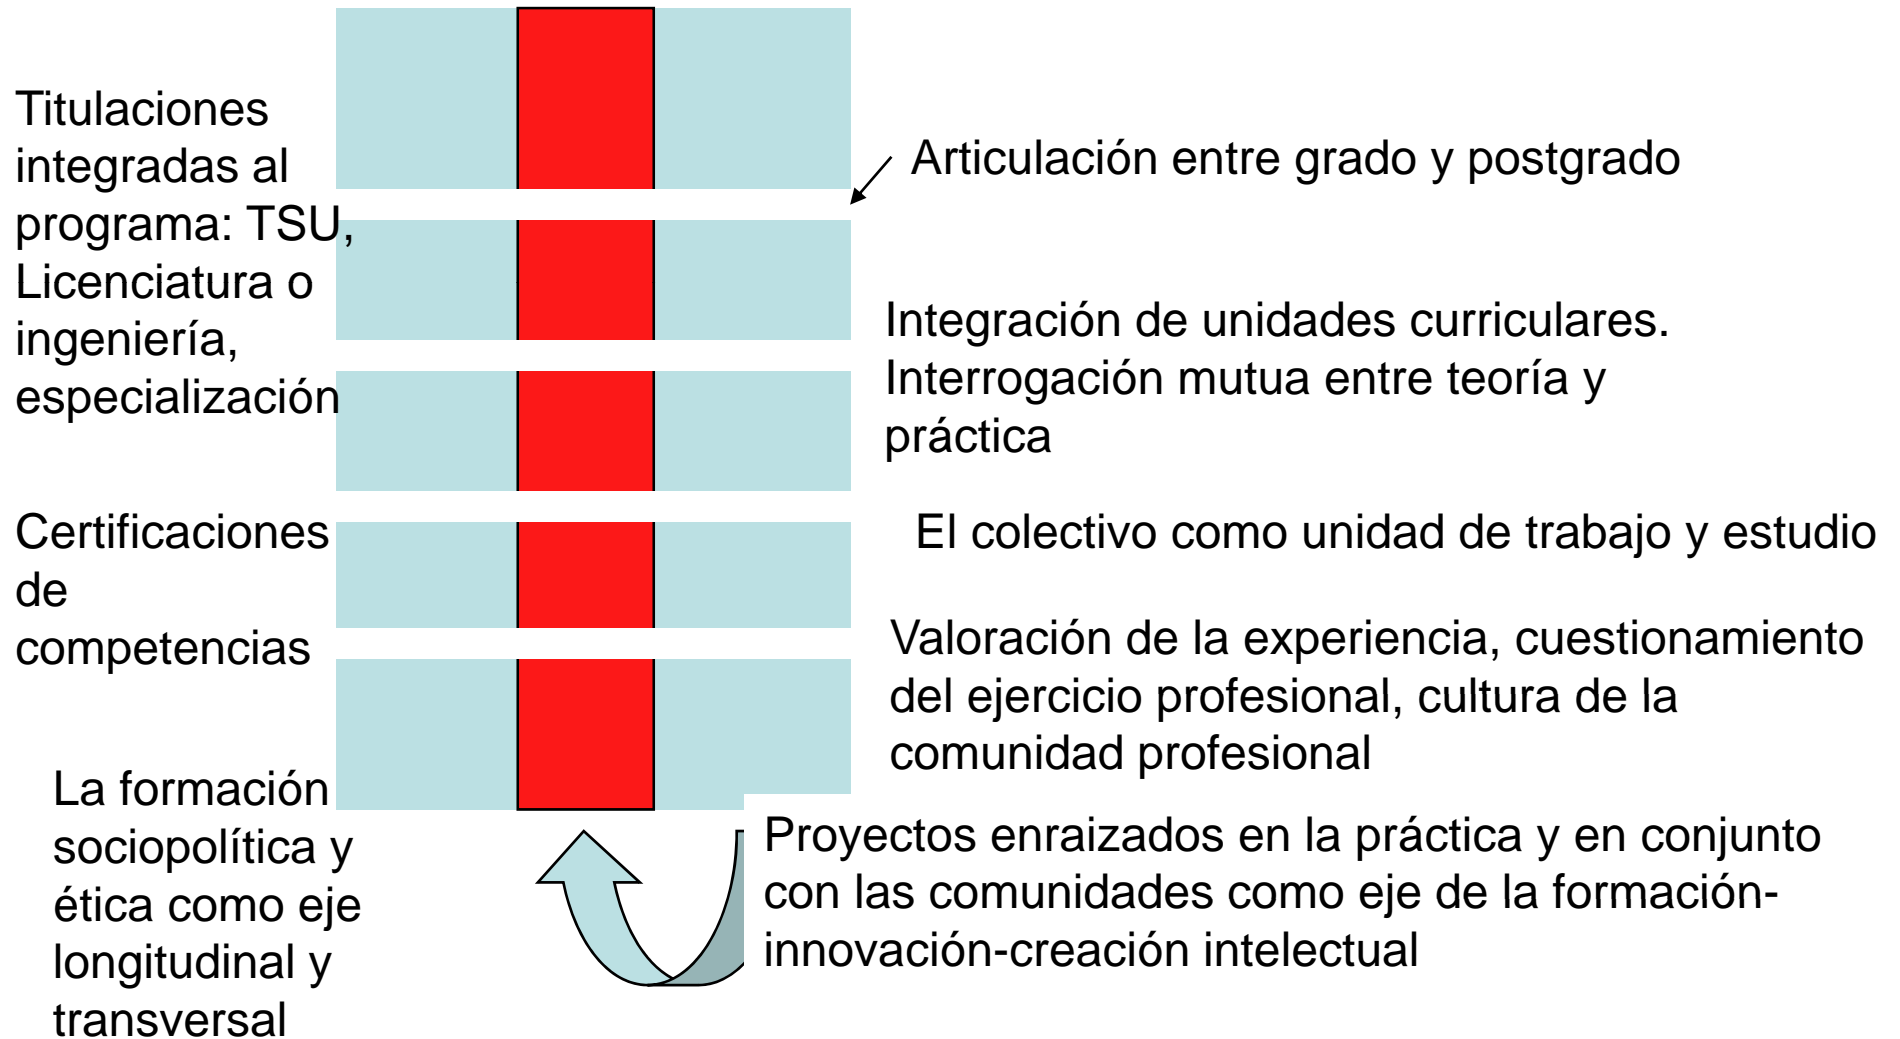 Titulaciones
integradas al
programa: TSU,
Licenciatura o
ingeniería,
especialización
Certificaciones
de
competencias
La formación
sociopolítica y
ética como eje
longitudinal y
transversal
Articulación entre grado y postgrado
Integración de unidades curriculares.
Interrogación mutua entre teoría y
práctica
El colectivo como unidad de trabajo y estudio
Valoración de la experiencia, cuestionamiento
del ejercicio profesional, cultura de la
comunidad profesional
Proyectos enraizados en la práctica y en conjunto
con las comunidades como eje de la formación-
innovación-creación intelectual